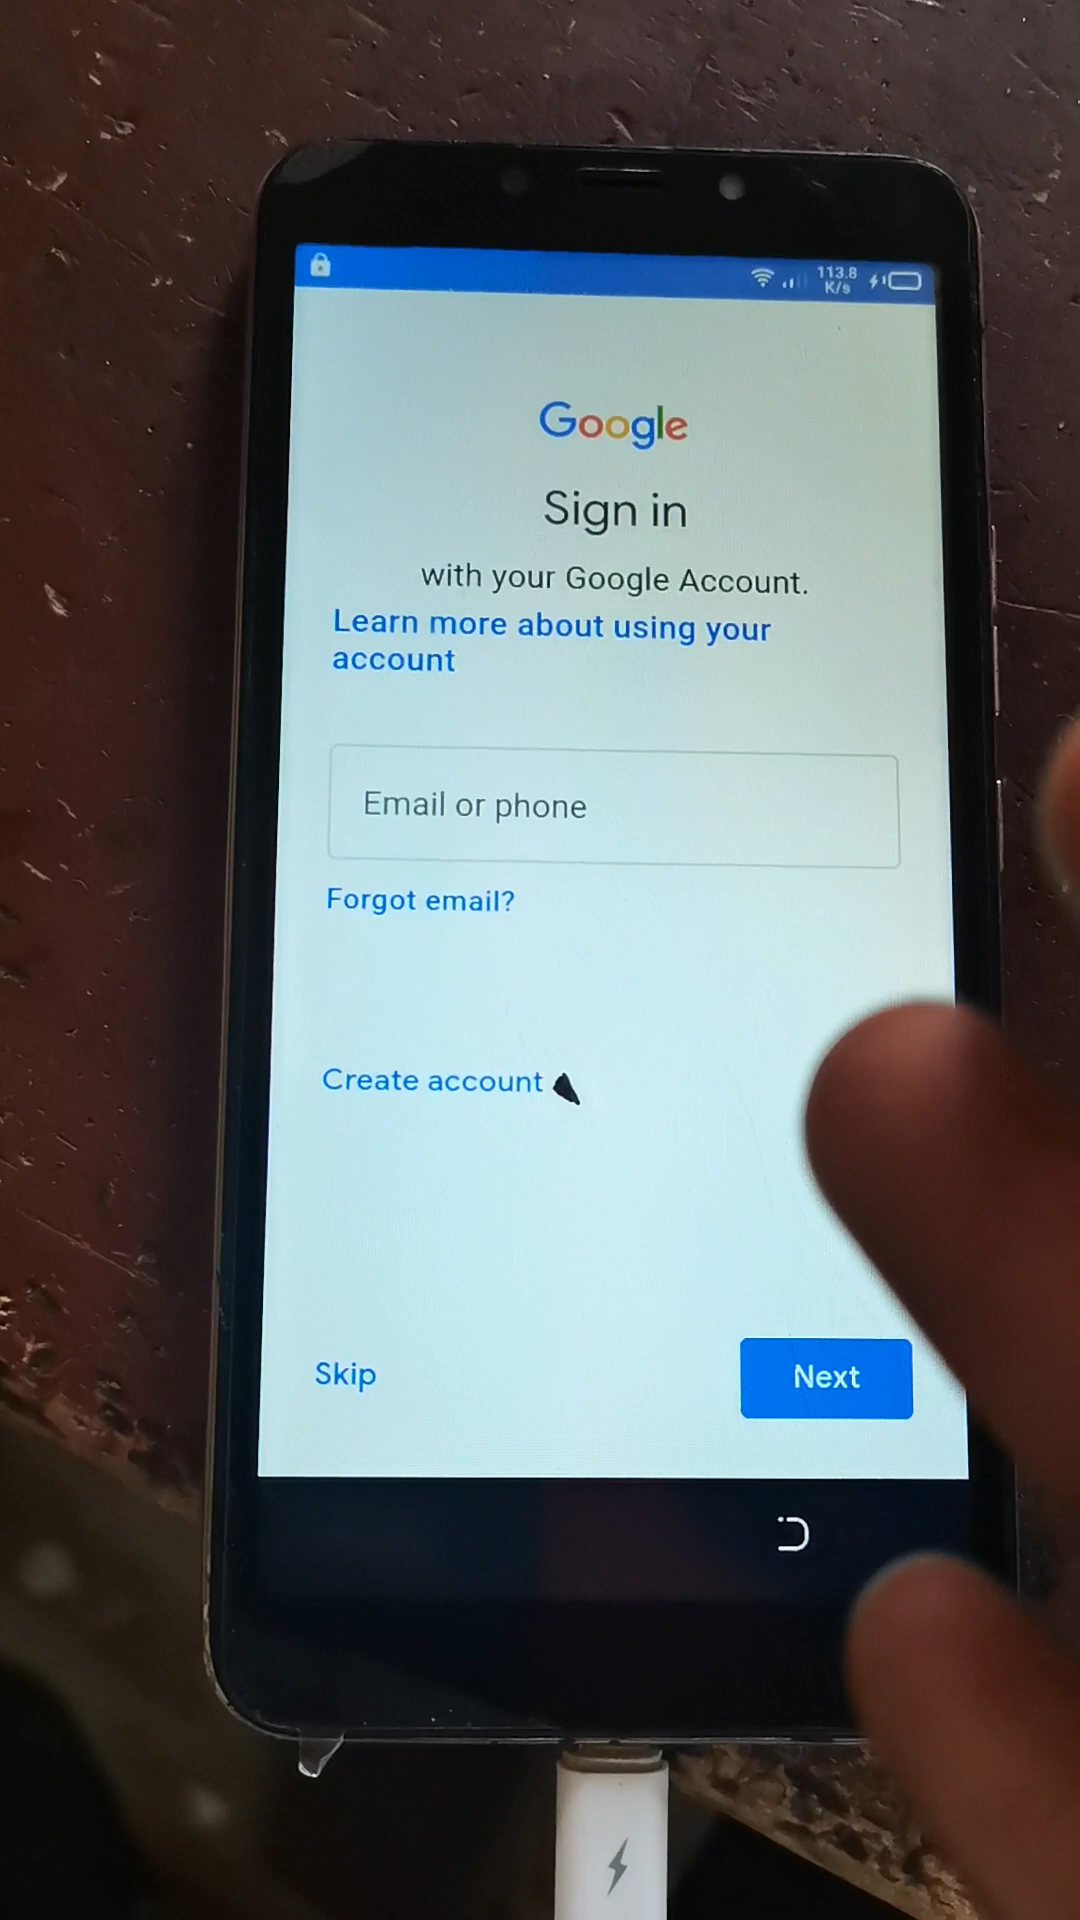 113.8
K/s
Google
Sign in
with your Google Account.
Learn more about using your
account
Email or phone
Forgot email?
Create account
Skip
Next